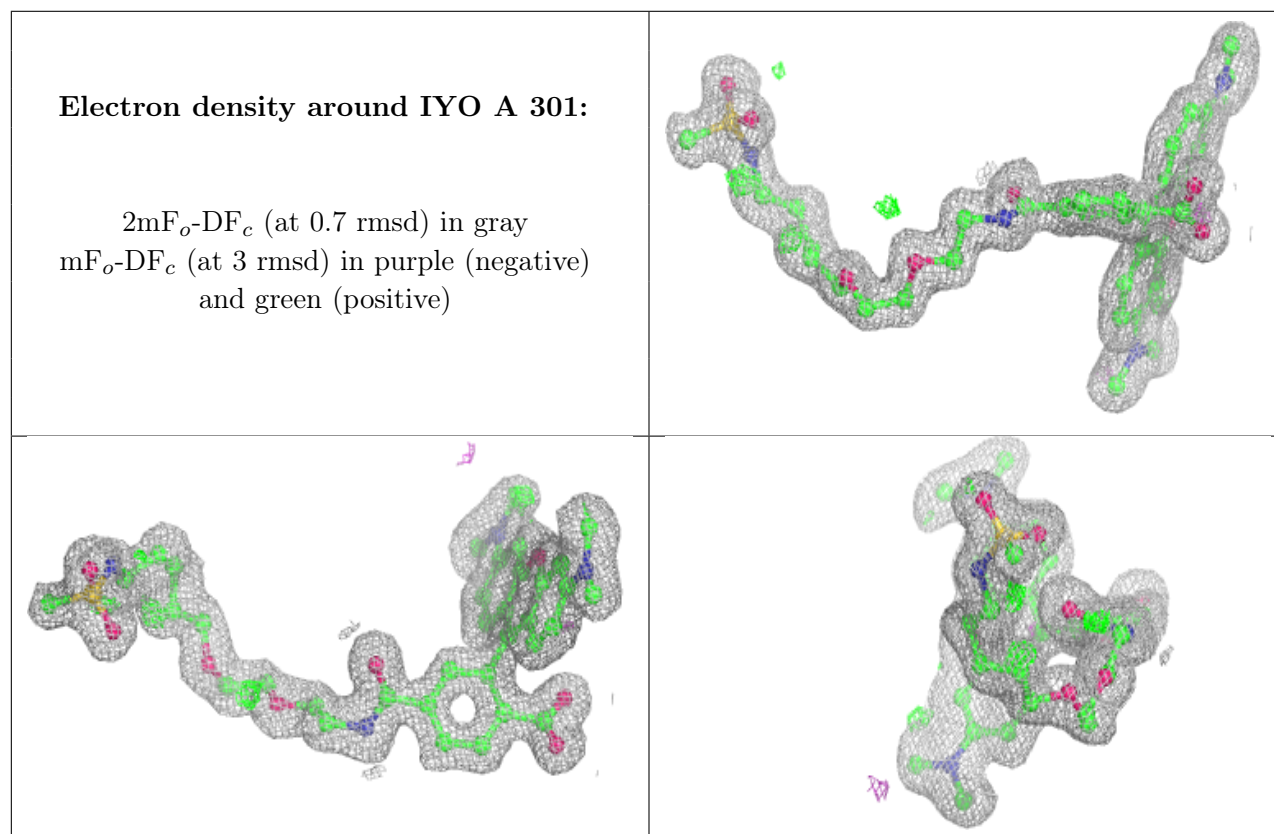 Electron density around IYO A 301:
2mFₒ-DF𝒸 (at 0.7 rmsd) in gray
mFₒ-DF𝒸 (at 3 rmsd) in purple (negative)
and green (positive)